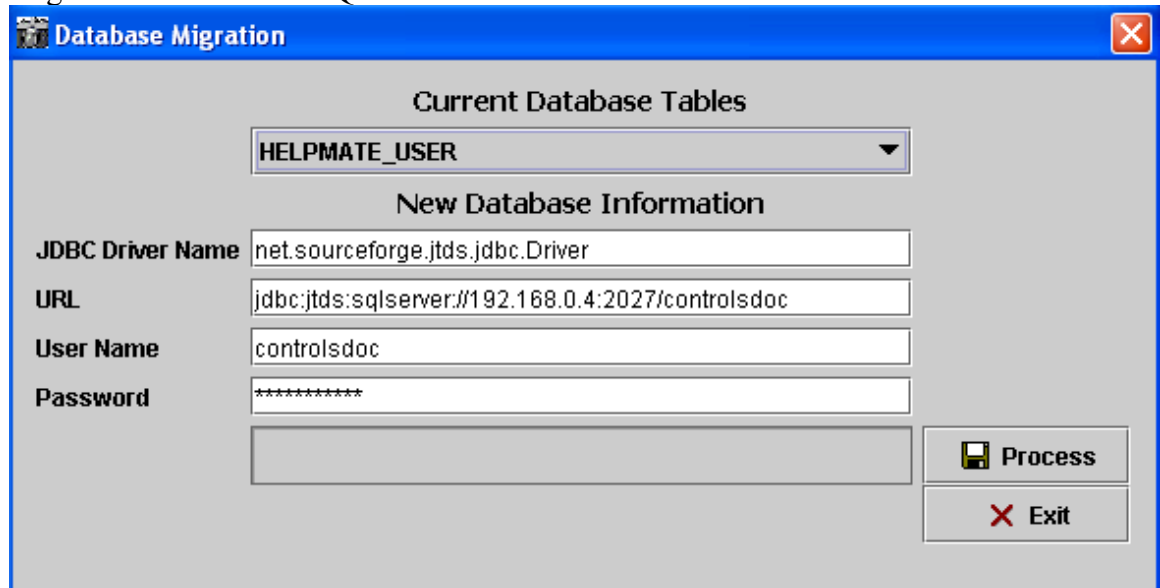 Database Migration
Current Database Tables
HELPMATE_USER
New Database Information
JDBC Driver Name net.sourceforge.jtds.jdbc.Driver
URL jdbc:jtds:sqlserver://192.168.0.4:2027/controlsdoc
User Name controlsdoc
Password ***********
Process
Exit